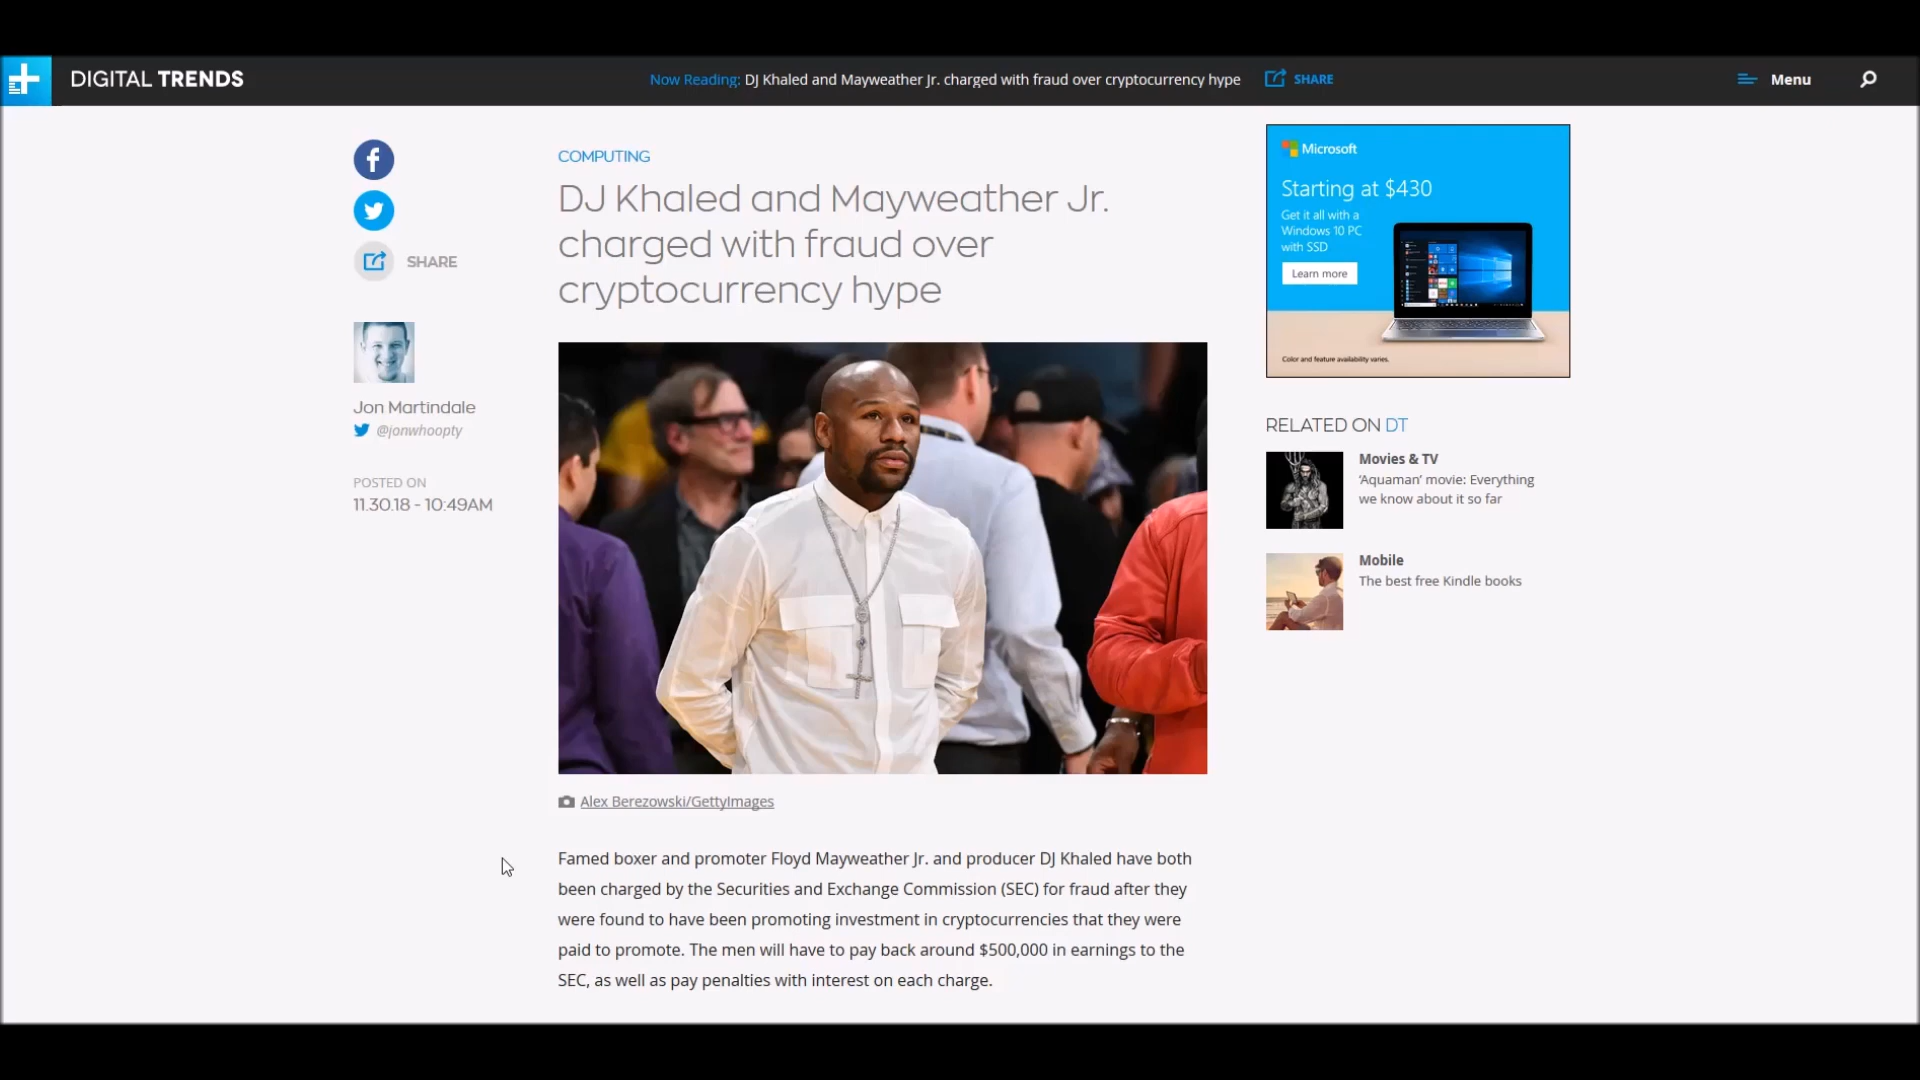 DIGITAL TRENDS
Now Reading: DJ Khaled and Mayweather Jr. charged with fraud over cryptocurrency hype
SHARE
Menu
SHARE
Jon Martindale
@jonwhoopty
POSTED ON
11.30.18 - 10:49AM
COMPUTING
DJ Khaled and Mayweather Jr.
charged with fraud over
cryptocurrency hype
Alex Berezowski/GettyImages
Famed boxer and promoter Floyd Mayweather Jr. and producer DJ Khaled have both
been charged by the Securities and Exchange Commission (SEC) for fraud after they
were found to have been promoting investment in cryptocurrencies that they were
paid to promote. The men will have to pay back around $500,000 in earnings to the
SEC, as well as pay penalties with interest on each charge.
Microsoft
Starting at $430
Get it all with a
Windows 10 PC
with SSD
Learn more
Color and feature availability varies.
RELATED ON DT
Movies & TV
‘Aquaman’ movie: Everything
we know about it so far
Mobile
The best free Kindle books